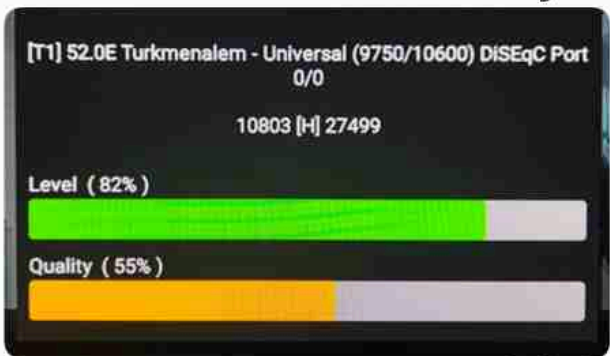 [T1] 52.0E Turkmenalem - Universal (9750/10600) DiSEqC Port
0/0
10803 [H] 27499
Level ( 82% )
Quality ( 55% )